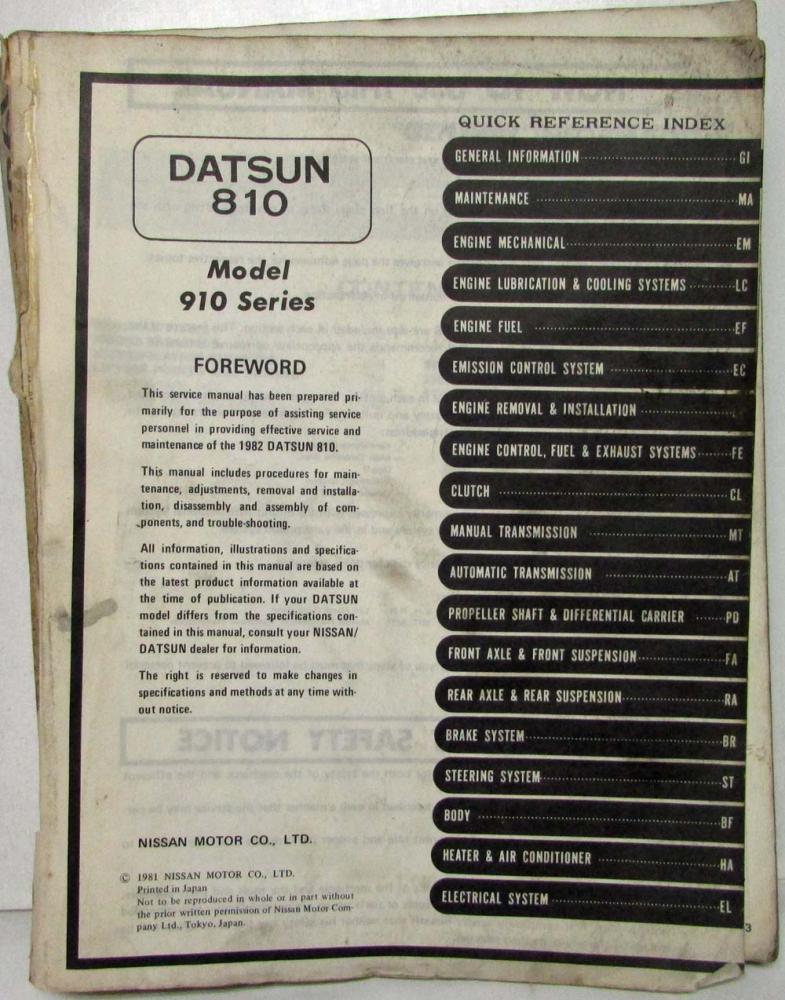 DATSUN
810
Model
910 Series
FOREWORD
This service manual has been prepared pri-
marily for the purpose of assisting service
personnel in providing effective service and
maintenance of the 1982 DATSUN 810.
This manual includes procedures for main-
tenance, adjustments, removal and installa-
tion, disassembly and assembly of com-
ponents, and trouble-shooting.
All information, illustrations and specifica-
tions contained in this manual are based on
the latest product information available at
the time of publication. If your DATSUN
model differs from the specifications con-
tained in this manual, consult your NISSAN/
DATSUN dealer for information.
The right is reserved to make changes in
specifications and methods at any time with-
out notice.
NISSAN MOTOR CO., LTD.
© 1981 NISSAN MOTOR CO., LTD.
Printed in Japan
Not to be reproduced in whole or in part without
the prior written permission of Nissan Motor Com-
pany Ltd., Tokyo, Japan.
QUICK REFERENCE INDEX
GENERAL INFORMATION GI
MAINTENANCE MA
ENGINE MECHANICAL EM
ENGINE LUBRICATION & COOLING SYSTEMS LC
ENGINE FUEL EF
EMISSION CONTROL SYSTEM EC
ENGINE REMOVAL & INSTALLATION
ENGINE CONTROL, FUEL & EXHAUST SYSTEMS FE
CLUTCH CL
MANUAL TRANSMISSION MT
AUTOMATIC TRANSMISSION AT
PROPELLER SHAFT & DIFFERENTIAL CARRIER PD
FRONT AXLE & FRONT SUSPENSION FA
REAR AXLE & REAR SUSPENSION RA
BRAKE SYSTEM BR
STEERING SYSTEM ST
BODY BF
HEATER & AIR CONDITIONER HA
ELECTRICAL SYSTEM EL
3